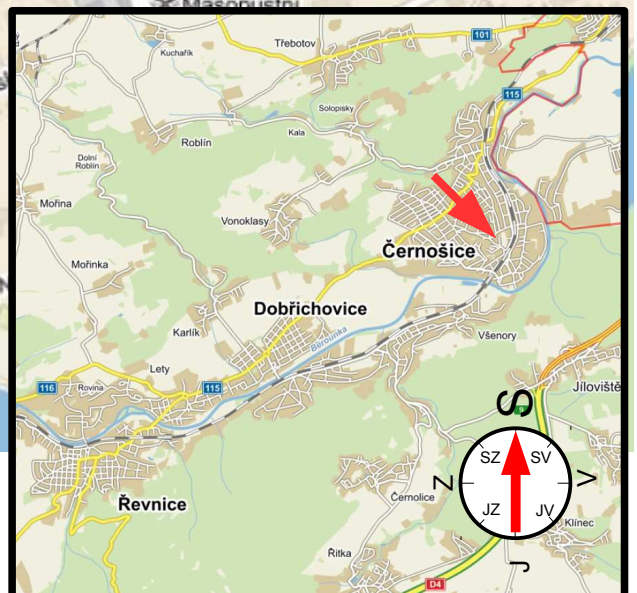 Masopustní
Třebotov
101
Kuchařík
115
Solopisky
Kala
Roblín
Dolní
Roblín
Mořina
Vonoklasy
Černošice
Mořinka
Dobřichovice
Karlík
Berounka
Všenory
Lety
116
Rovina
115
Jíloviště
S
SZ
SV
Z
V
JZ
JV
J
Černolice
Klínec
Řevnice
Řitka
D4